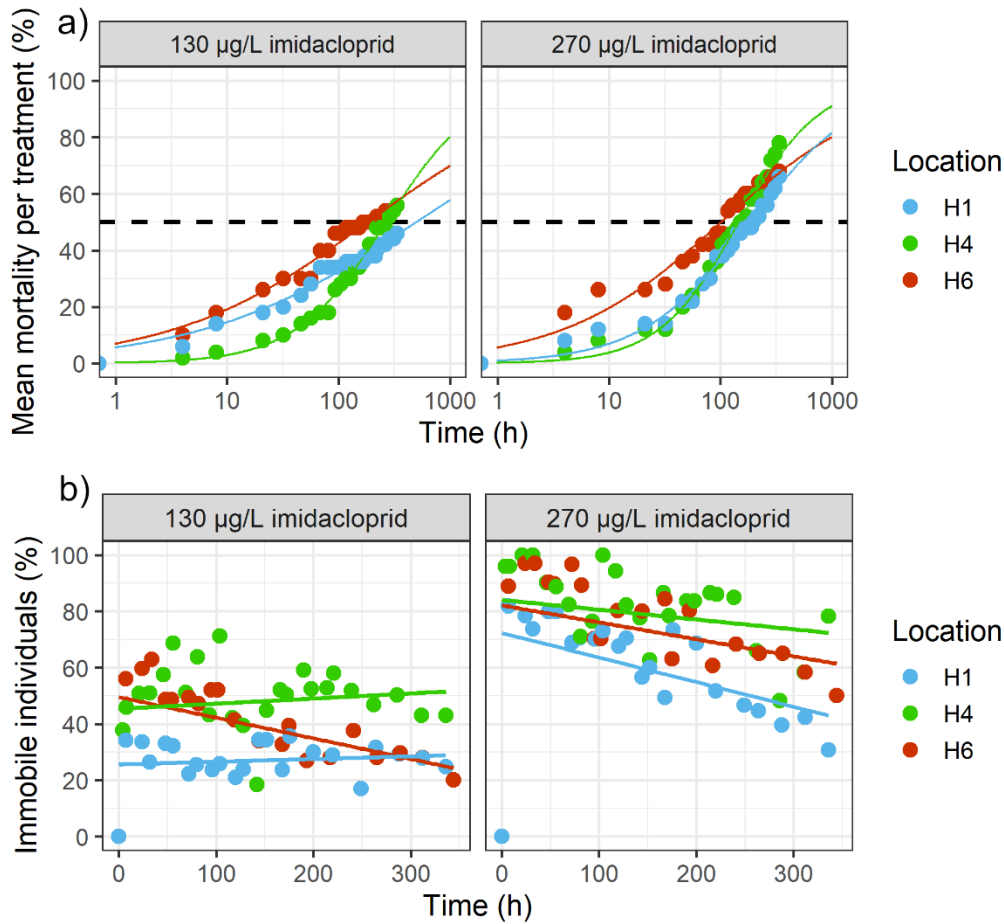 a)
Mean mortality per treatment (%)
130 µg/L imidacloprid
270 µg/L imidacloprid
100
80
60
40
20
0
1 10 100 1000
1 10 100 1000
Time (h)
Location
H1
H4
H6
b)
Immobile individuals (%)
130 µg/L imidacloprid
270 µg/L imidacloprid
100
80
60
40
20
0
0 100 200 300
0 100 200 300
Time (h)
Location
H1
H4
H6